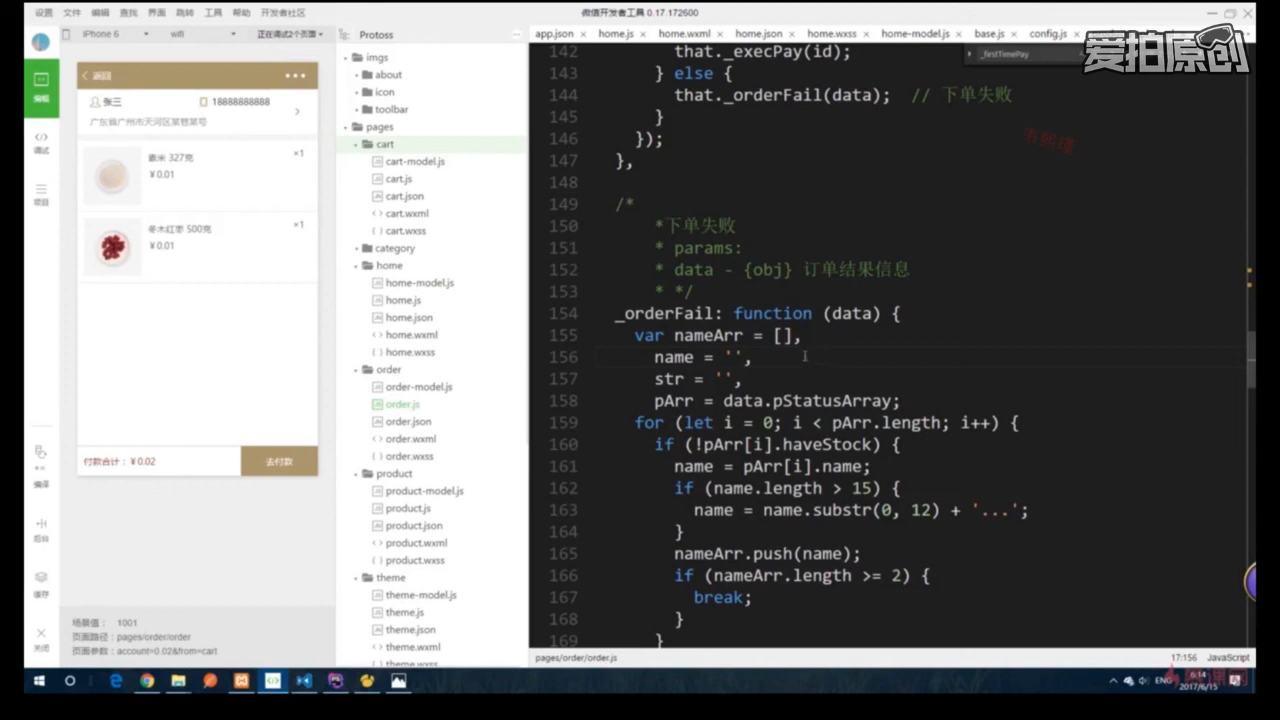 设置 文件 编辑 查找 界面 跳转 工具 帮助 开发者社区
微信开发者工具 0.17.172600
iPhone 6
wifi
正在调试2个页面
编辑
调试
项目
编译
后台
缓存
关闭
返回
张三
18888888888
广东省广州市天河区某巷某号
素米 327克
×1
￥0.01
冬木红枣 500克
×1
￥0.01
付款合计：￥0.02
去付款
场景值： 1001
页面路径：pages/order/order
页面参数：account=0.02&from=cart
Protoss
imgs
about
icon
toolbar
pages
cart
cart-model.js
cart.js
cart.json
cart.wxml
cart.wxss
category
home
home-model.js
home.js
home.json
home.wxml
home.wxss
order
order-model.js
order.js
order.json
order.wxml
order.wxss
product
product-model.js
product.js
product.json
product.wxml
product.wxss
theme
theme-model.js
theme.js
theme.json
theme.wxml
theme.wxss
app.json
home.js
home.wxml
home.json
home.wxss
home-model.js
base.js
config.js
_firstTimePay
爱拍原创
142 that._execPay(id);
143 } else {
144 that._orderFail(data); // 下单失败
145 }
146 });
147 },
148
149 /*
150 *下单失败
151 * params:
152 * data - {obj} 订单结果信息
153 * */
154 _orderFail: function (data) {
155 var nameArr = [],
156 name = '',
157 str = '',
158 pArr = data.pStatusArray;
159 for (let i = 0; i < pArr.length; i++) {
160 if (!pArr[i].haveStock) {
161 name = pArr[i].name;
162 if (name.length > 15) {
163 name = name.substr(0, 12) + '...';
164 }
165 nameArr.push(name);
166 if (nameArr.length >= 2) {
167 break;
168 }
169 }
pages/order/order.js
17:156
JavaScript
ENG
6:14
2017/6/15